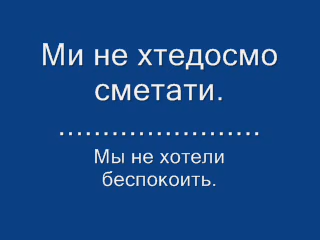 Ми не хтедосмо
сметати.
.......................
Мы не хотели
беспокоить.